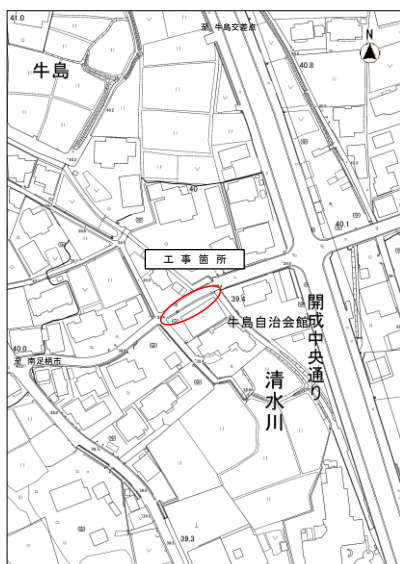 41.0
至 牛島交差点
N
牛島
40.8
40
40.1
工事箇所
39.4
牛島自治会館
開成中央通り
40.0
至 南足柄市
清水川
39.3